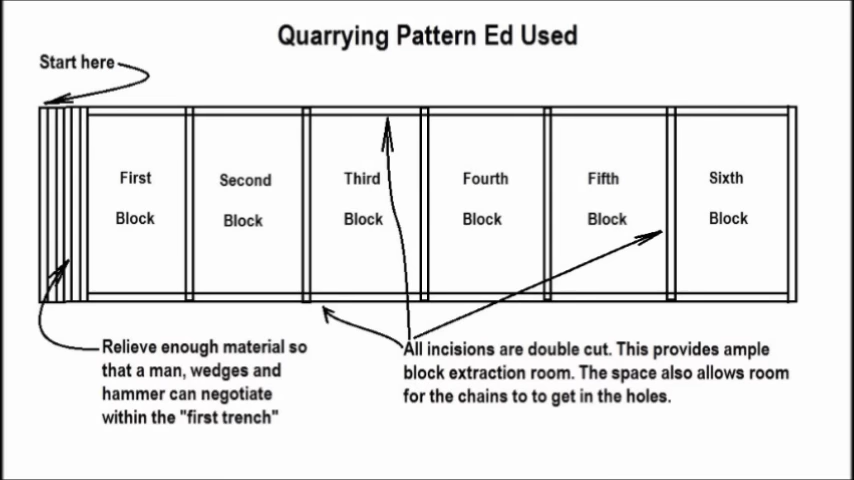 Quarrying Pattern Ed Used
Start here
First
Block
Second
Block
Third
Block
Fourth
Block
Fifth
Block
Sixth
Block
Relieve enough material so
that a man, wedges and
hammer can negotiate
within the "first trench"
All incisions are double cut. This provides ample
block extraction room. The space also allows room
for the chains to to get in the holes.